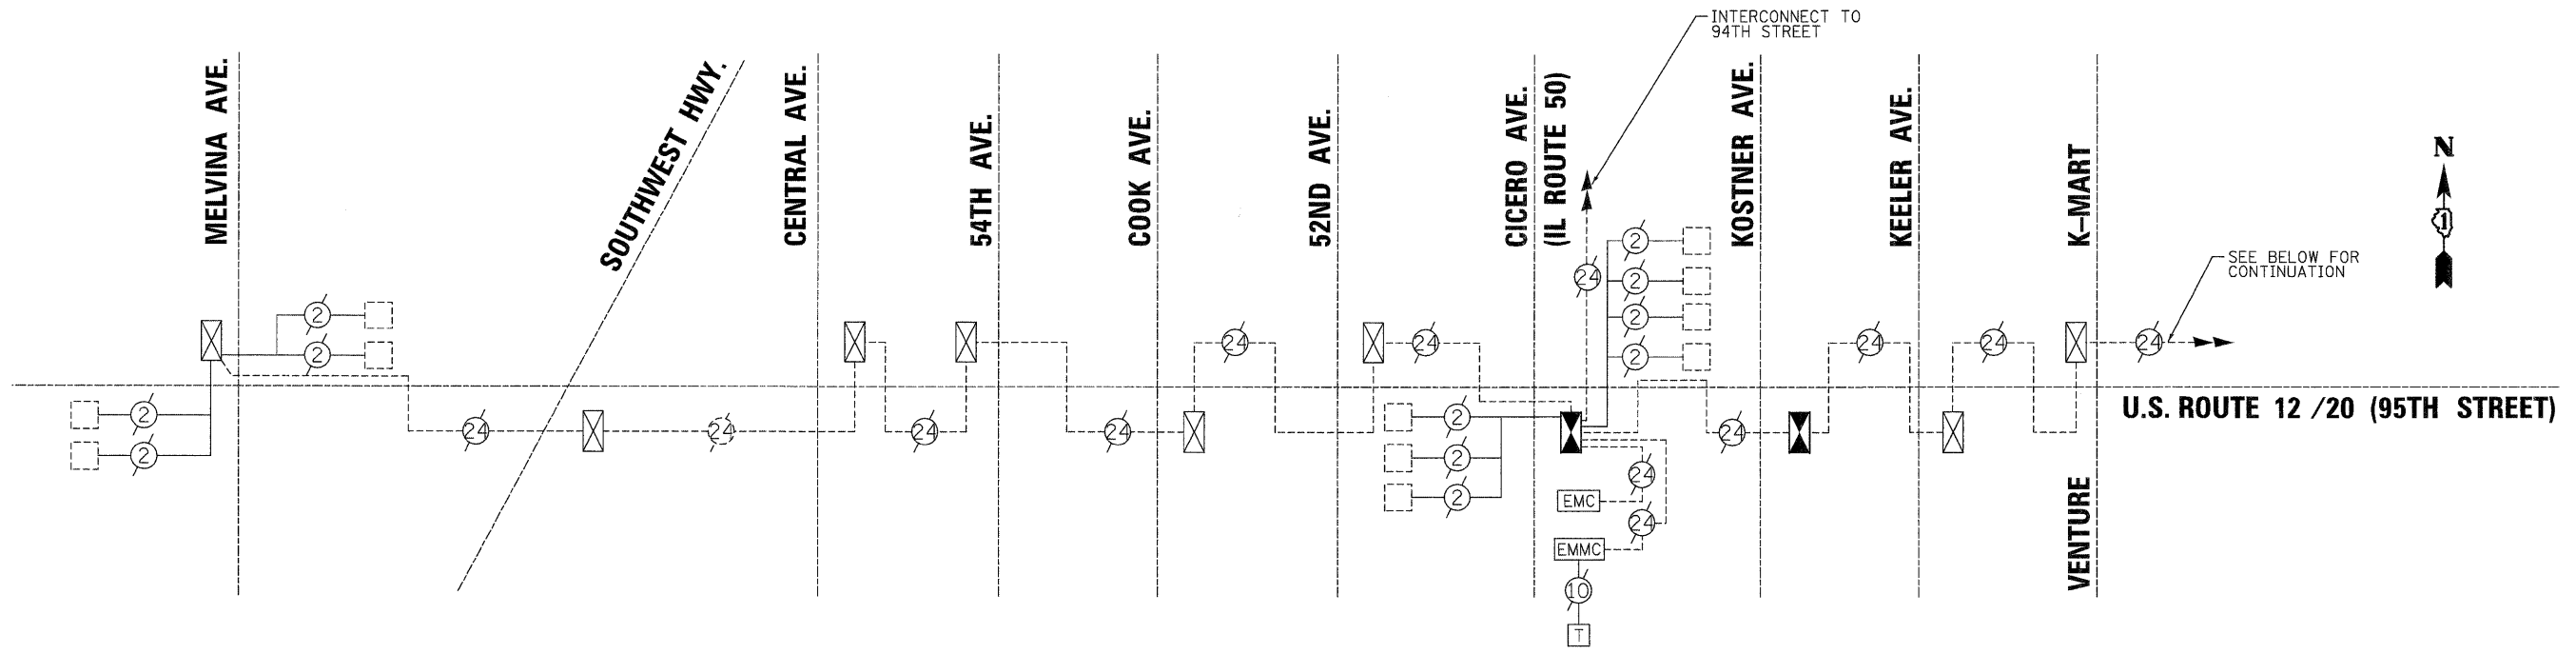 INTERCONNECT TO
94TH STREET
MELVINA AVE.
SOUTHWEST HWY.
CENTRAL AVE.
54TH AVE.
COOK AVE.
52ND AVE.
CICERO AVE.
(IL ROUTE 50)
KOSTNER AVE.
KEELER AVE.
K-MART
N
1
SEE BELOW FOR
CONTINUATION
2
2
2
2
24
24
24
24
24
24
24
2
2
2
2
2
2
2
24
24
24
24
U.S. ROUTE 12 /20 (95TH STREET)
24
EMC
24
EMMC
10
T
VENTURE